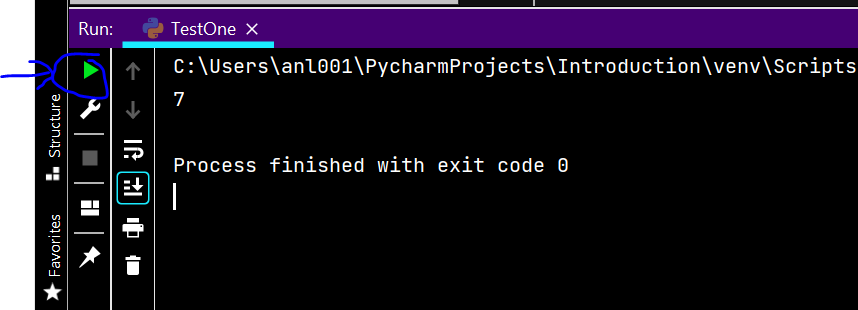 Run: TestOne
C:\Users\anl001\PycharmProjects\Introduction\venv\Scripts
7
Process finished with exit code 0
Structure
Favorites